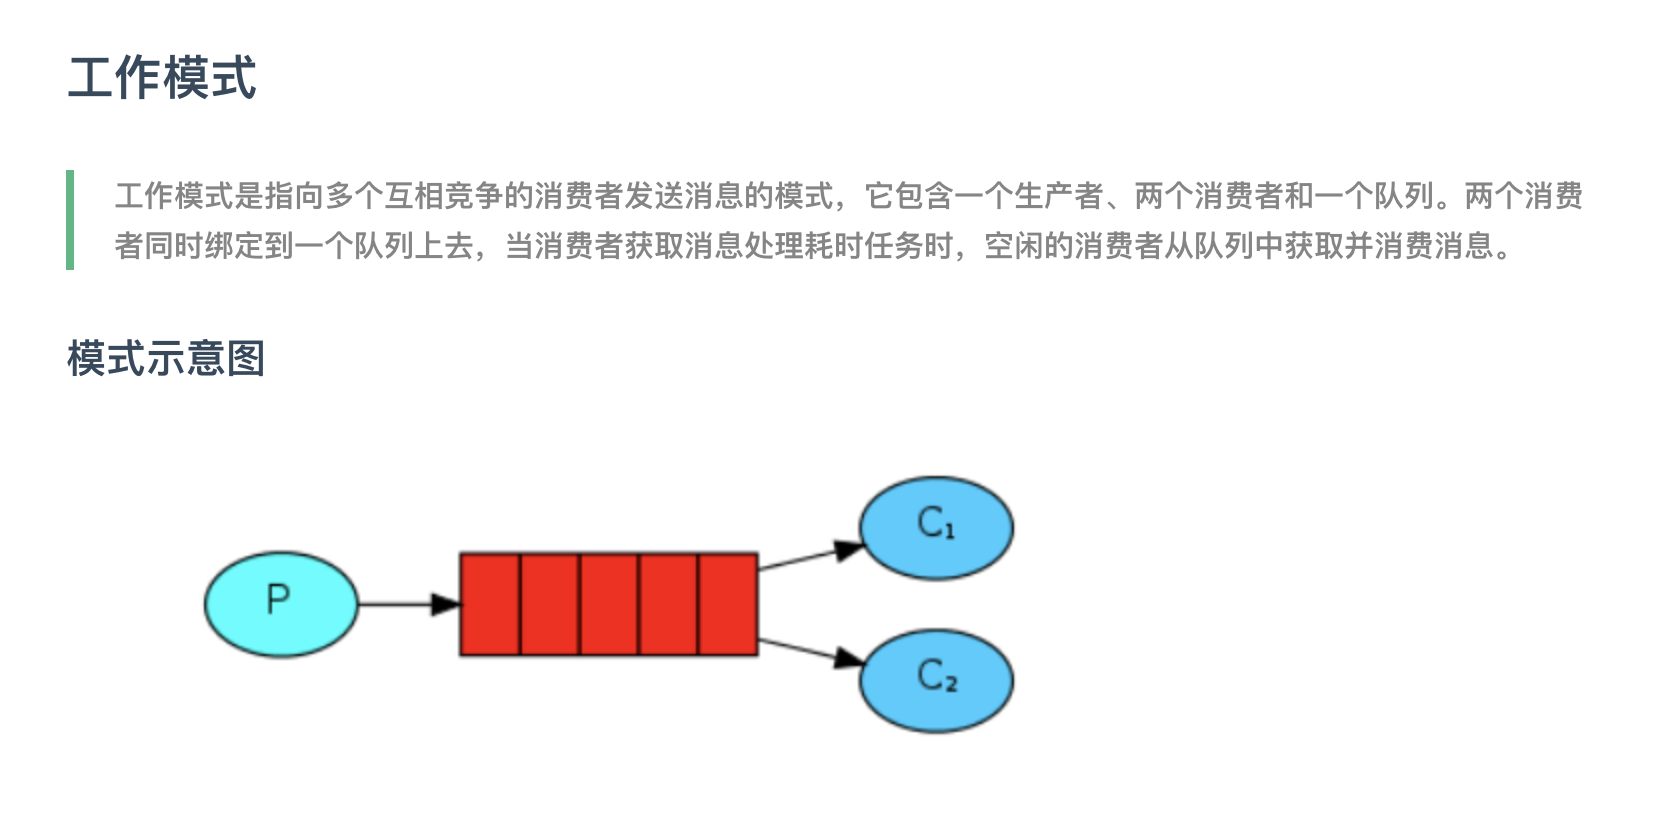 工作模式
工作模式是指向多个互相竞争的消费者发送消息的模式，它包含一个生产者、两个消费者和一个队列。两个消费
者同时绑定到一个队列上去，当消费者获取消息处理耗时任务时，空闲的消费者从队列中获取并消费消息。
模式示意图
C₁
P
C₂